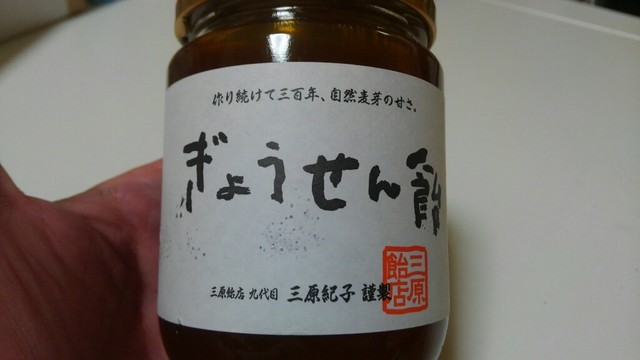 作り続けて三百年、自然麦芽の甘さ。
ぎょうせん飴
三原飴店 九代目 三原紀子 謹製
三原
飴店